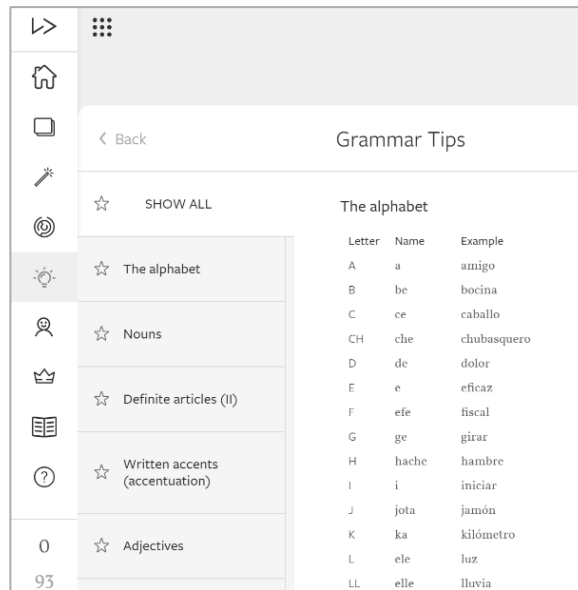 Back
Grammar Tips
SHOW ALL
The alphabet
Nouns
Definite articles (II)
Written accents
(accentuation)
Adjectives
0
93
The alphabet
Letter Name Example
A a amigo
B be bocina
C ce caballo
CH che chubasquero
D de dolor
E e eficaz
F efe fiscal
G ge girar
H hache hambre
I i iniciar
J jota jamón
K ka kilómetro
L ele luz
LL elle lluvia